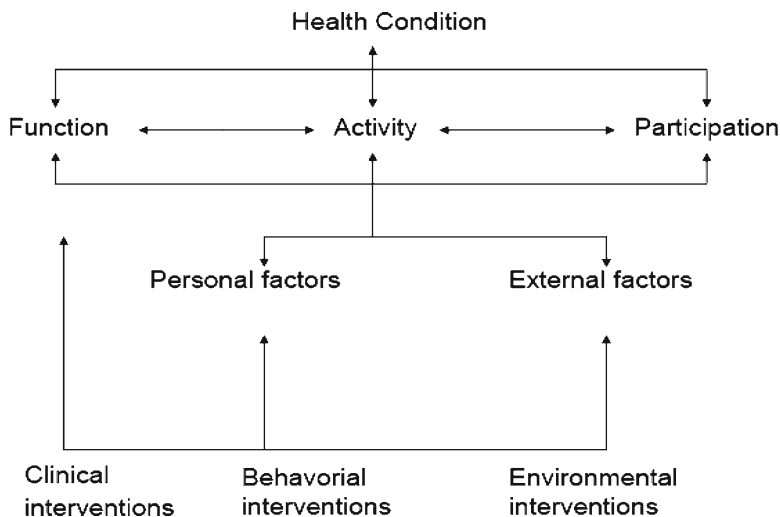 Health Condition
Function Activity Participation
Personal factors External factors
Clinical Behavorial Environmental
interventions interventions interventions